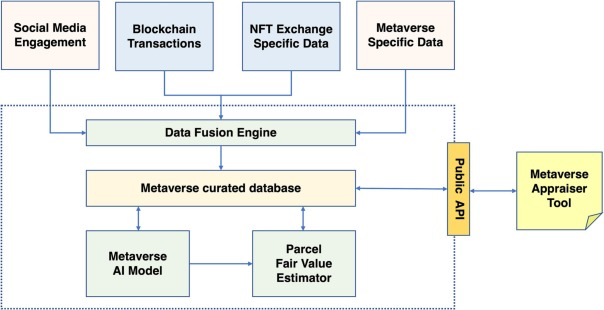 Social Media
Engagement
Blockchain
Transactions
NFT Exchange
Specific Data
Metaverse
Specific Data
Data Fusion Engine
Metaverse curated database
Public API
Metaverse
Appraiser
Tool
Metaverse
AI Model
Parcel
Fair Value
Estimator